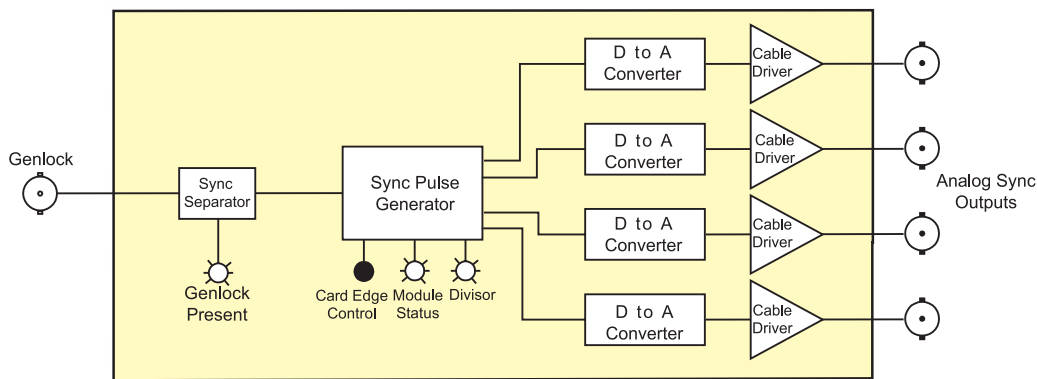 Genlock
Sync
Separator
Genlock
Present
Sync Pulse
Generator
Card Edge
Control
Module
Status
Divisor
D to A
Converter
Cable
Driver
D to A
Converter
Cable
Driver
D to A
Converter
Cable
Driver
D to A
Converter
Cable
Driver
Analog Sync
Outputs